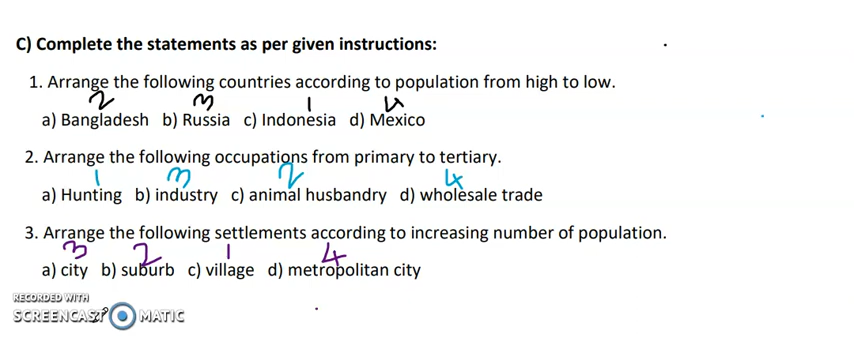 C) Complete the statements as per given instructions:
1. Arrange the following countries according to population from high to low.
2 3 1 4
a) Bangladesh b) Russia c) Indonesia d) Mexico
2. Arrange the following occupations from primary to tertiary.
1 3 2 4
a) Hunting b) industry c) animal husbandry d) wholesale trade
3. Arrange the following settlements according to increasing number of population.
3 2 1 4
a) city b) suburb c) village d) metropolitan city
RECORDED WITH
SCREENCAST O MATIC